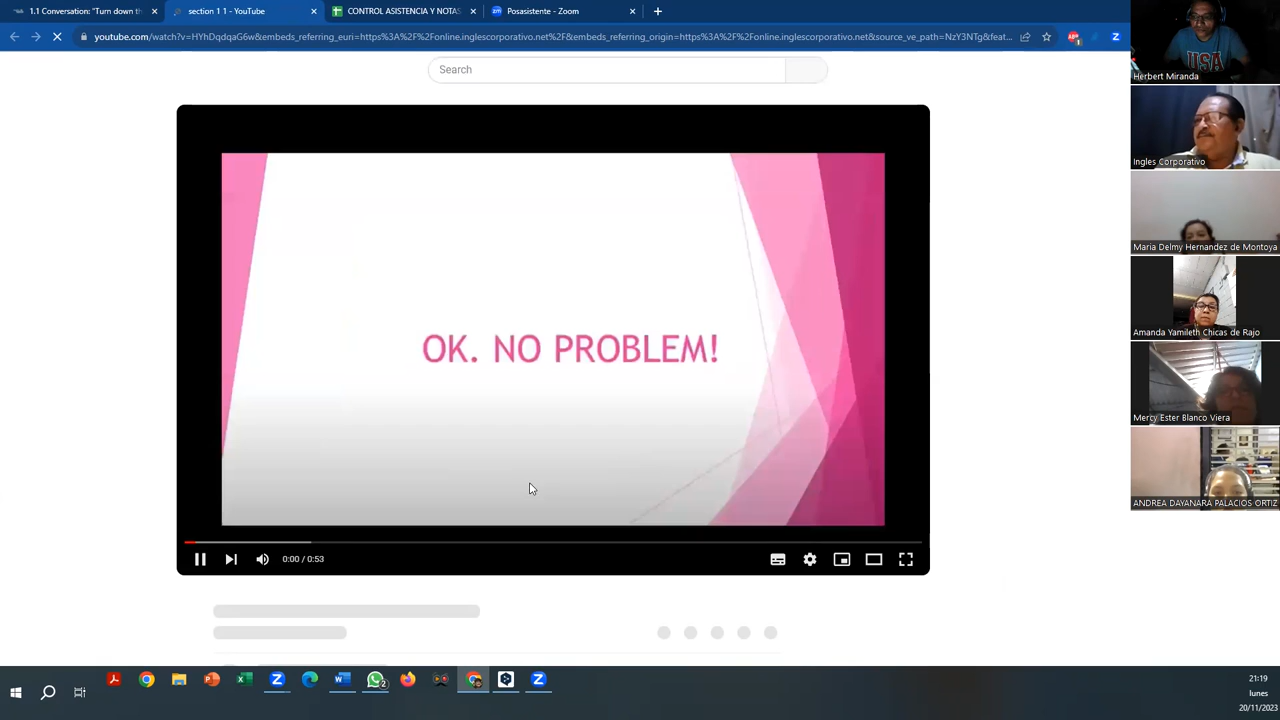 1.1 Conversation: "Turn down th
section 1 1 - YouTube
CONTROL ASISTENCIA Y NOTAS
Posasistente - Zoom
youtube.com/watch?v=HYhDqdqaG6w&embeds_referring_euri=https%3A%2F%2Fonline.inglescorporativo.net%2F&embeds_referring_origin=https%3A%2F%2Fonline.inglescorporativo.net&source_ve_path=NzY3NTg&feat...
Search
OK. NO PROBLEM!
0:00 / 0:53
USA
Herbert Miranda
Ingles Corporativo
Maria Delmy Hernandez de Montoya
Amanda Yamileth Chicas de Rajo
Mercy Ester Blanco Viera
ANDREA DAYANARA PALACIOS ORTIZ
2
21:19
lunes
20/11/2023